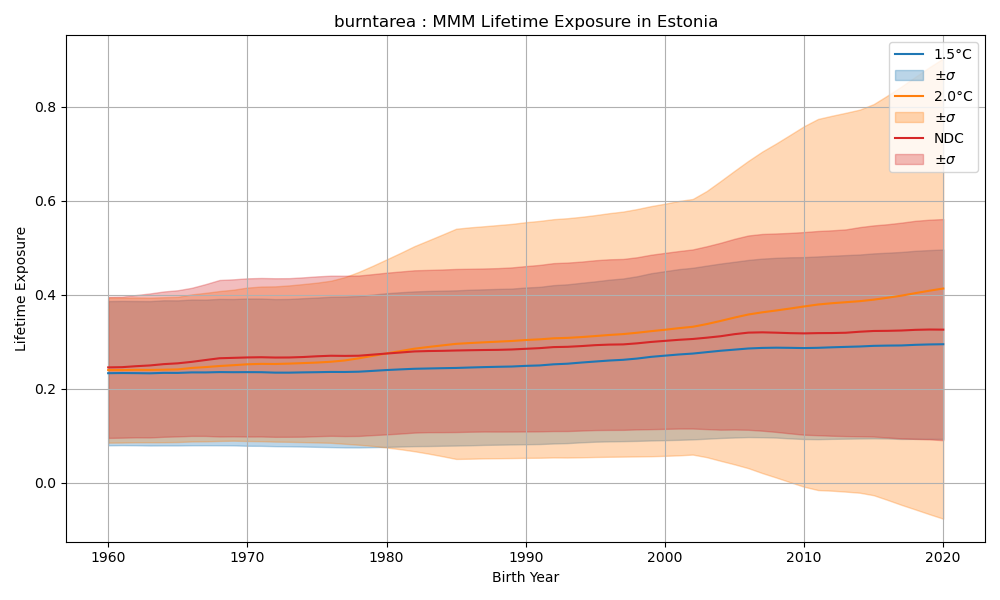 burntarea : MMM Lifetime Exposure in Estonia
1.5°C
±σ
2.0°C
±σ
NDC
±σ
Lifetime Exposure
0.8
0.6
0.4
0.2
0.0
1960 1970 1980 1990 2000 2010 2020
Birth Year